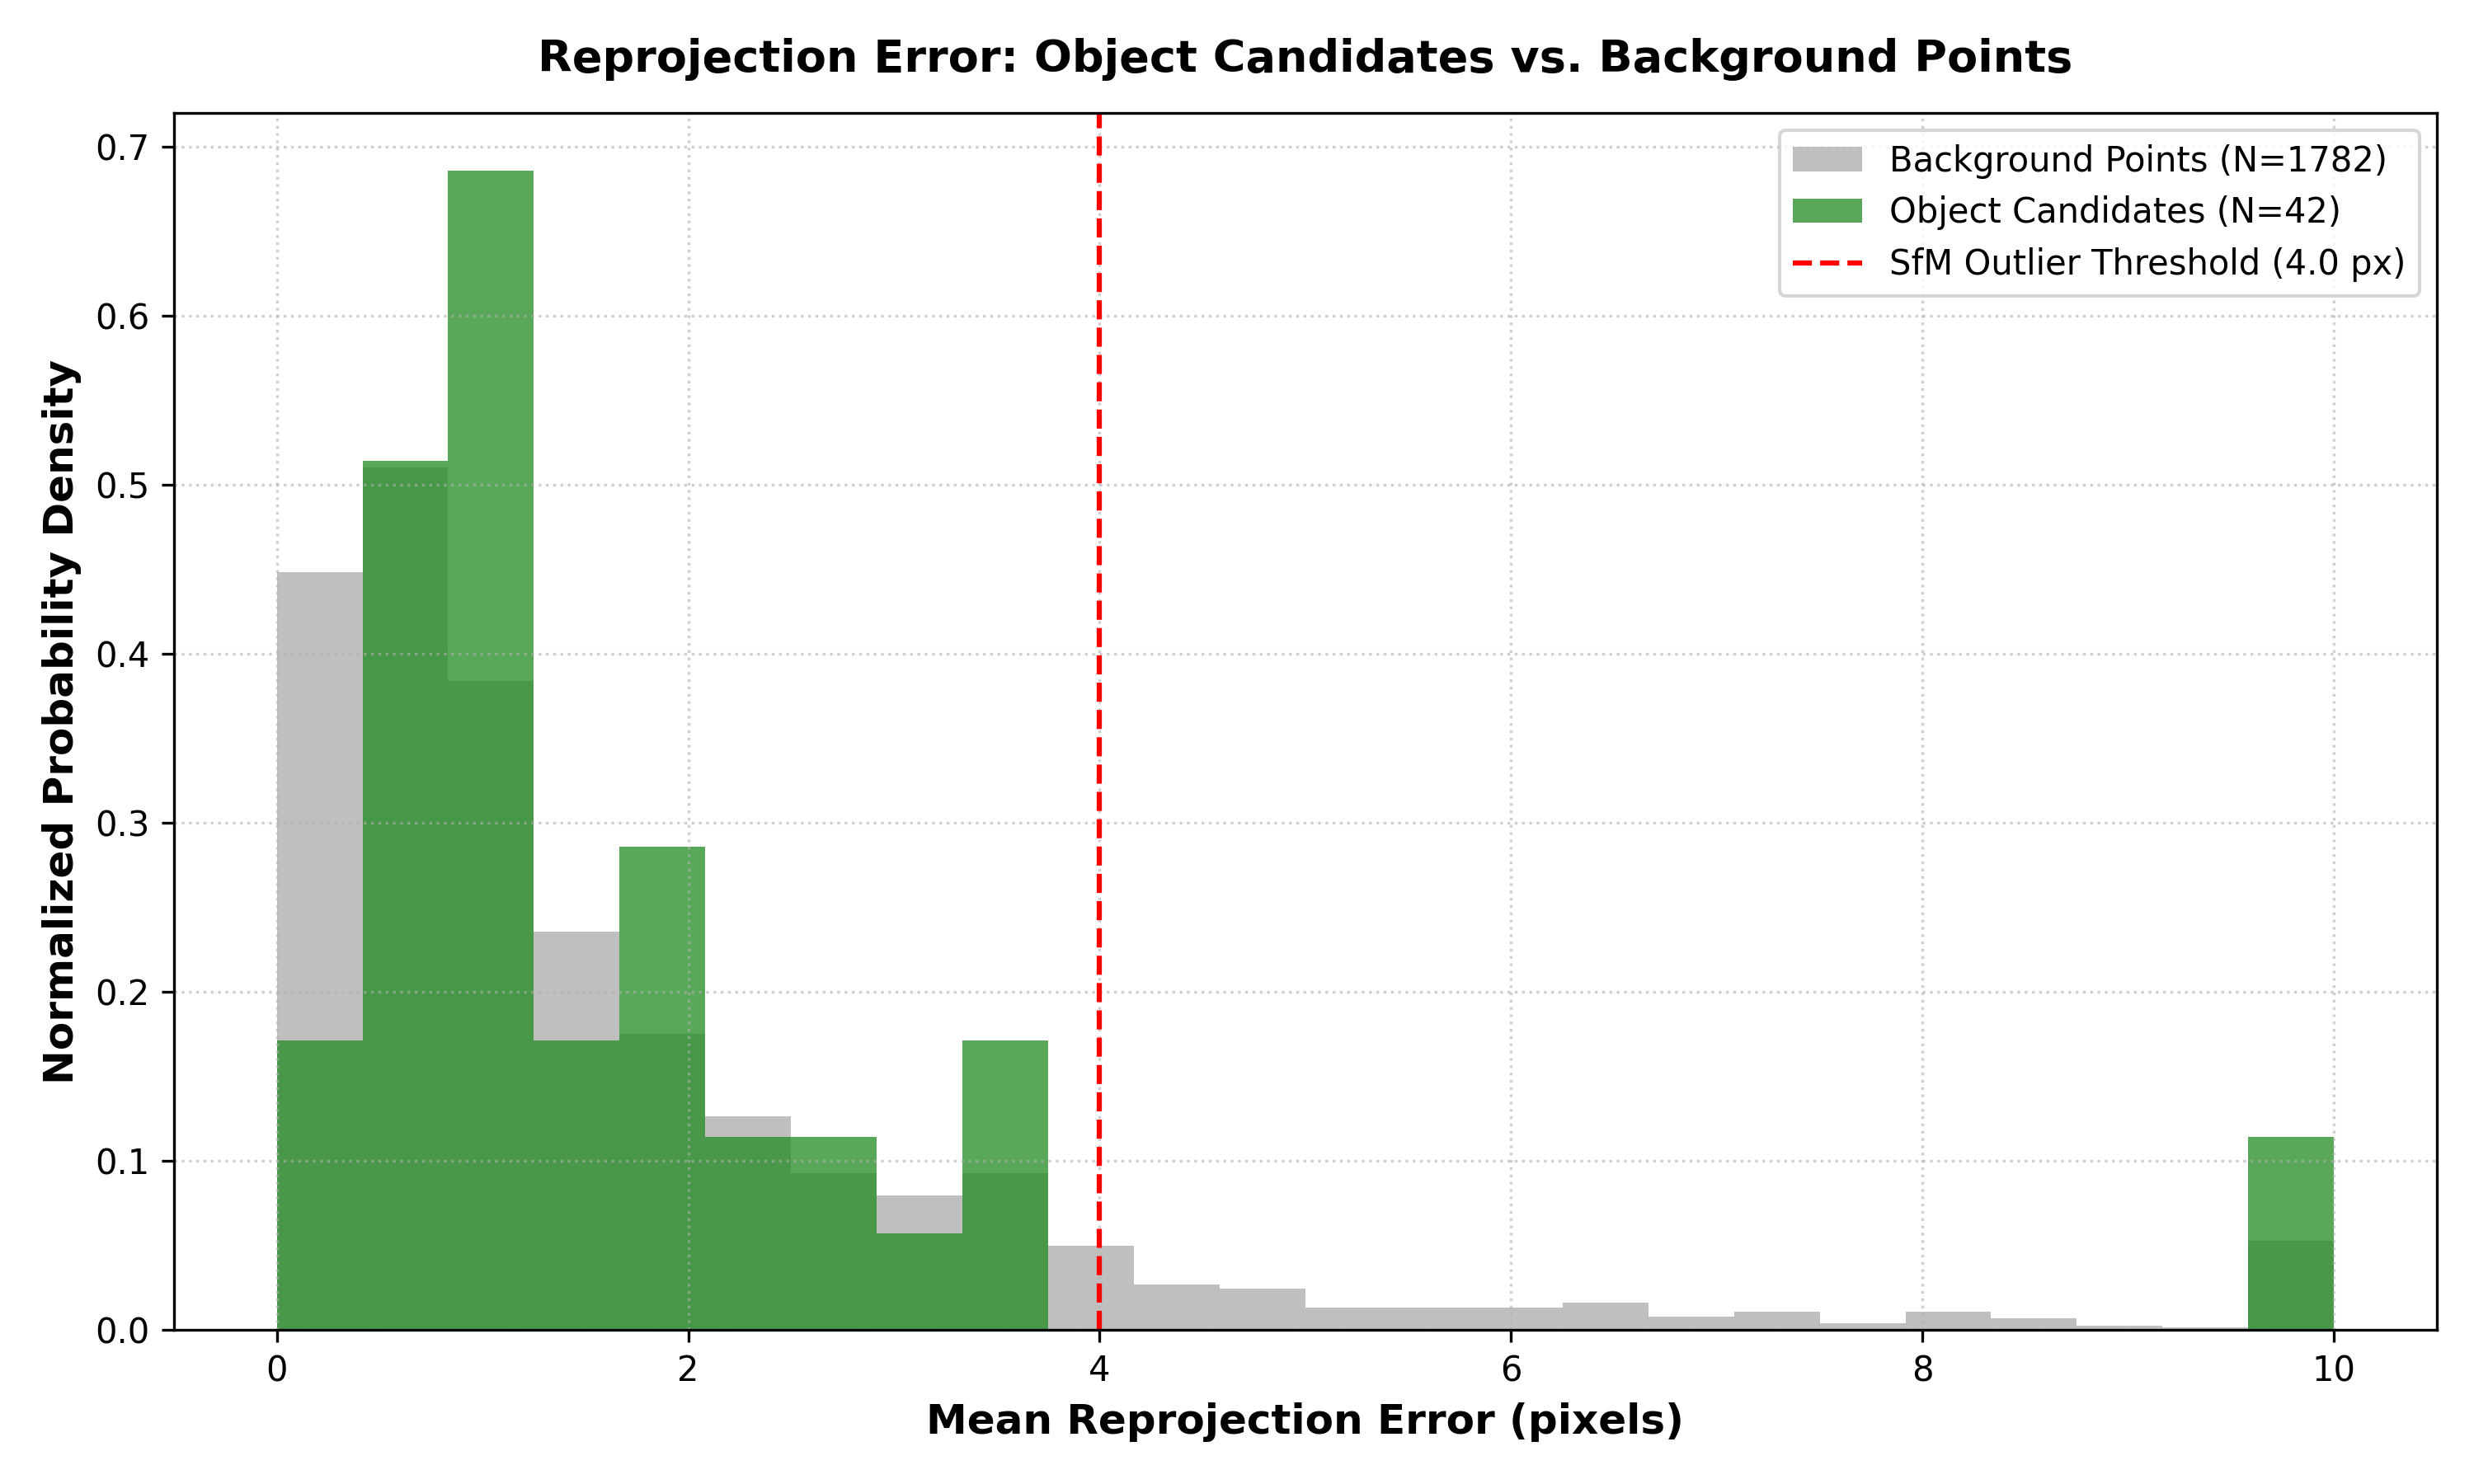 Reprojection Error: Object Candidates vs. Background Points
Background Points (N=1782)
Object Candidates (N=42)
SfM Outlier Threshold (4.0 px)
Normalized Probability Density
0.7
0.6
0.5
0.4
0.3
0.2
0.1
0.0
0 2 4 6 8 10
Mean Reprojection Error (pixels)